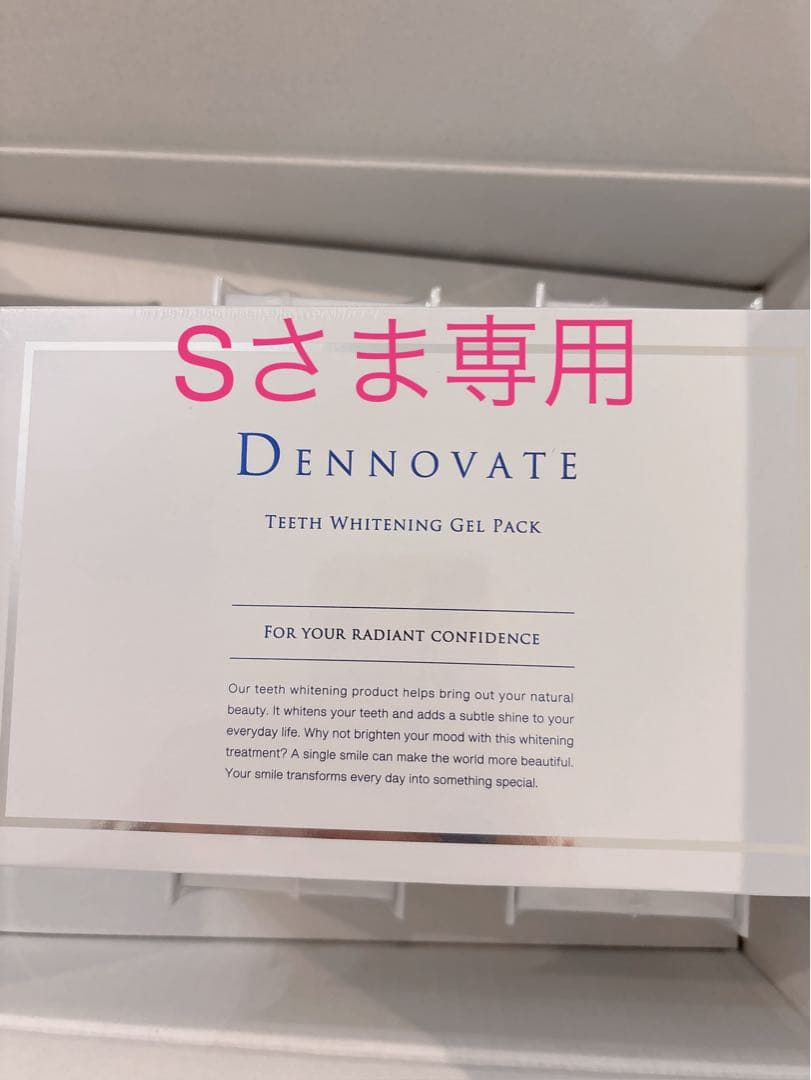 Sさま専用
DENNOVATE
TEETH WHITENING GEL PACK
FOR YOUR RADIANT CONFIDENCE
Our teeth whitening product helps bring out your natural
beauty. It whitens your teeth and adds a subtle shine to your
everyday life. Why not brighten your mood with this whitening
treatment? A single smile can make the world more beautiful.
Your smile transforms every day into something special.